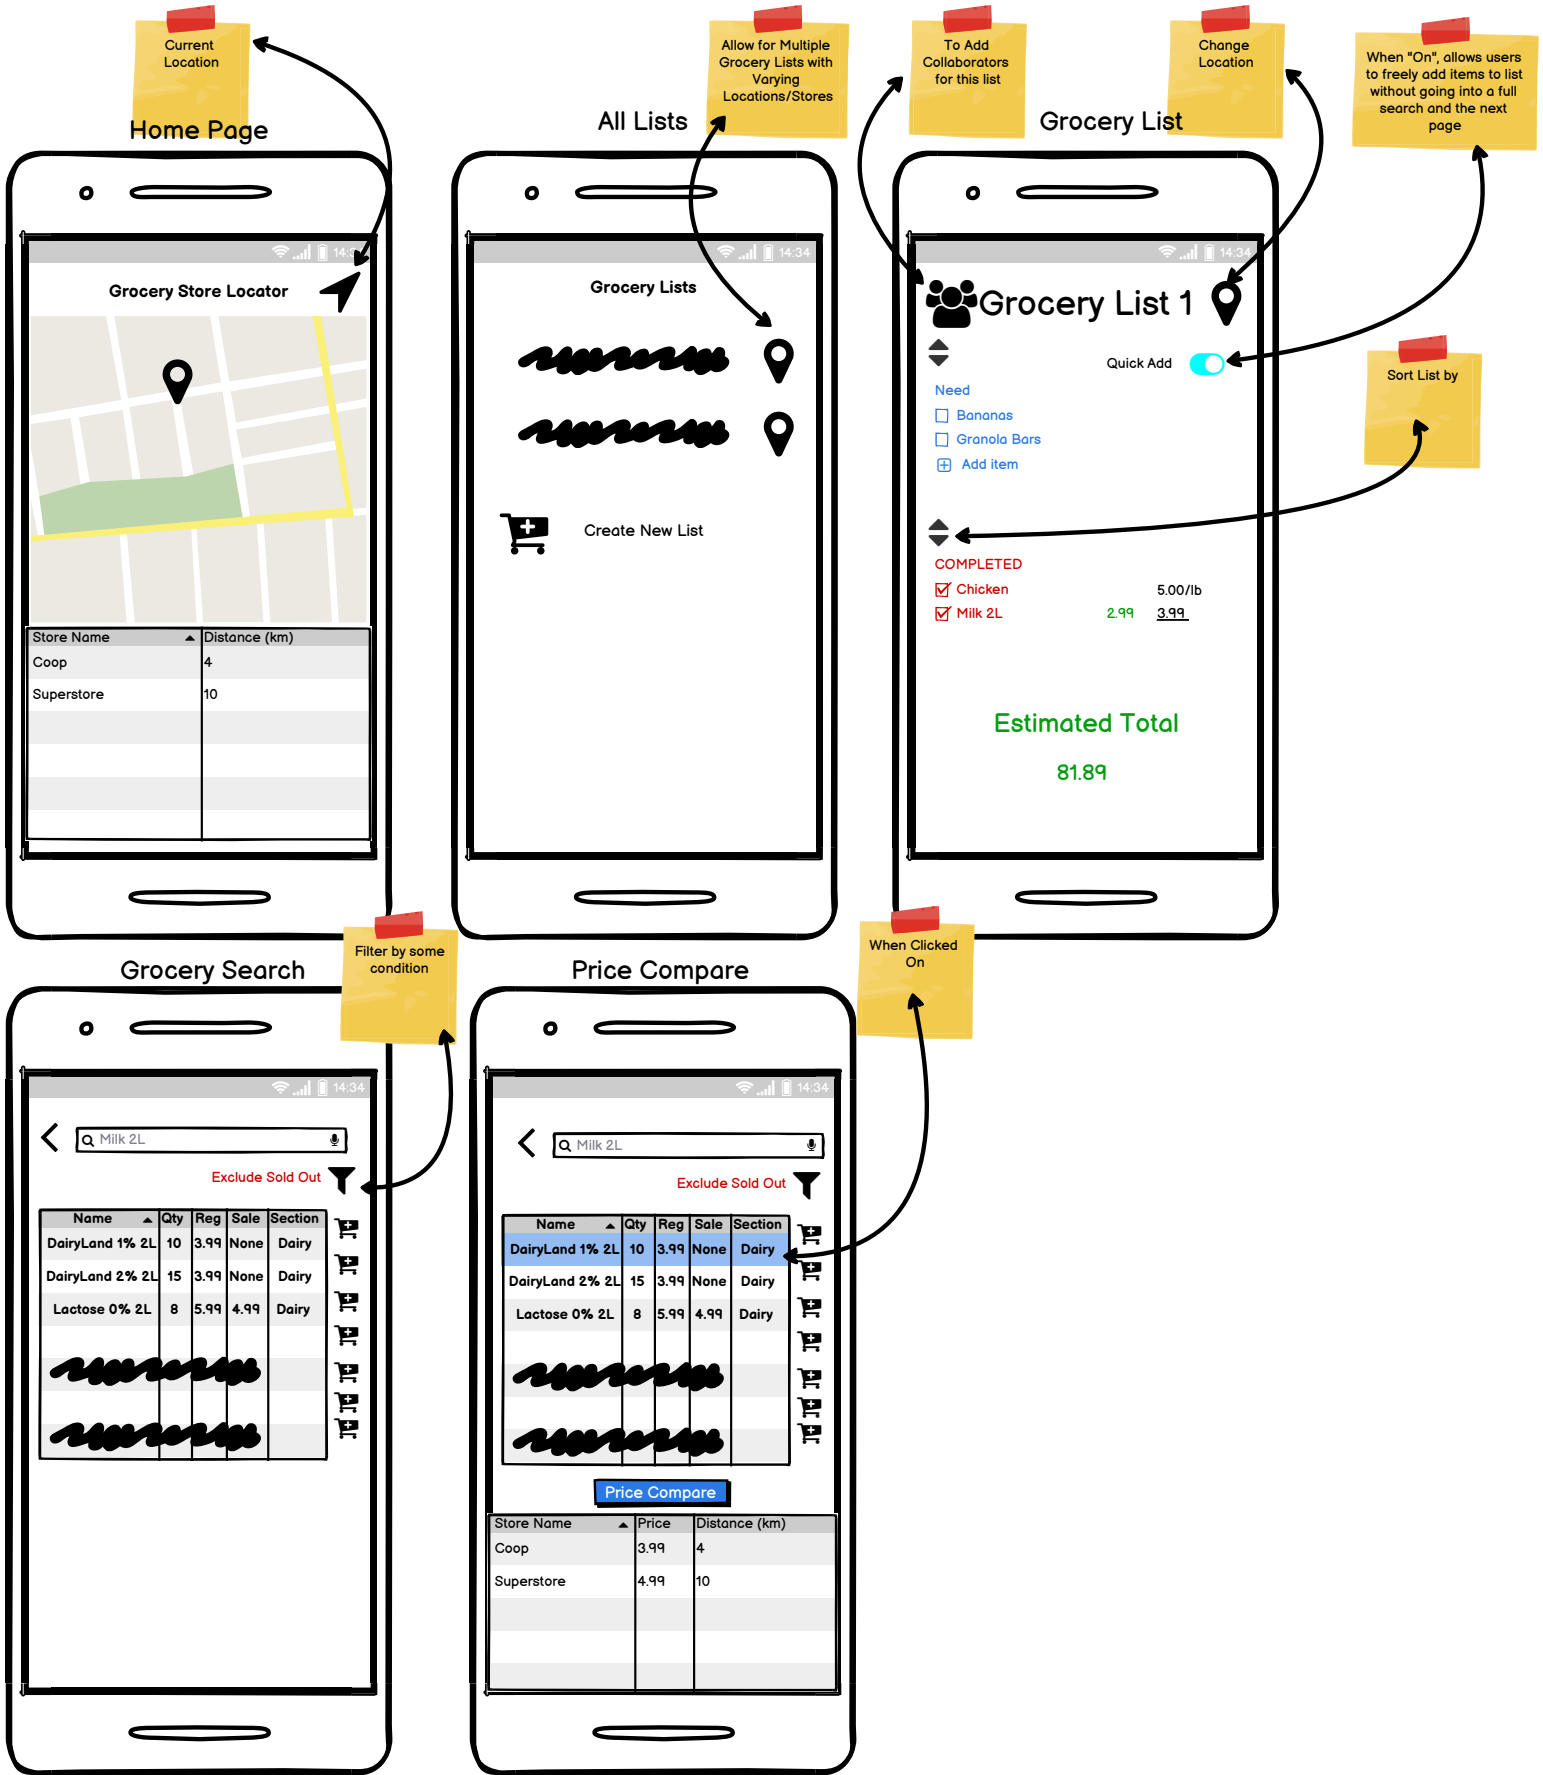 Current
Location
Allow for Multiple
Grocery Lists with
Varying
Locations/Stores
To Add
Collaborators
for this list
Change
Location
When "On", allows users
to freely add items to list
without going into a full
search and the next
page
Home Page
14:3
Grocery Store Locator
Store Name Distance (km)
Coop 4
Superstore 10
All Lists
14:34
Grocery Lists
Create New List
Grocery List
14:34
Grocery List 1
Quick Add
Need
Bananas
Granola Bars
Add item
COMPLETED
Chicken 5.00/lb
Milk 2L 2.99 3.99
Estimated Total
81.89
Sort List by
Filter by some
condition
When Clicked
On
Grocery Search
14:34
Milk 2L
Exclude Sold Out
Name Qty Reg Sale Section
DairyLand 1% 2L 10 3.99 None Dairy
DairyLand 2% 2L 15 3.99 None Dairy
Lactose 0% 2L 8 5.99 4.99 Dairy
Price Compare
14:34
Milk 2L
Exclude Sold Out
Name Qty Reg Sale Section
DairyLand 1% 2L 10 3.99 None Dairy
DairyLand 2% 2L 15 3.99 None Dairy
Lactose 0% 2L 8 5.99 4.99 Dairy
Price Compare
Store Name Price Distance (km)
Coop 3.99 4
Superstore 4.99 10